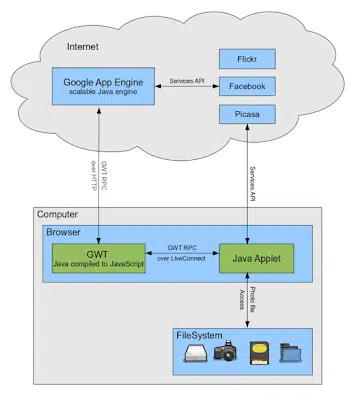 Internet
Flickr
Google App Engine
scalable Java engine
Services API
Facebook
Picasa
GWT RPC
over HTTP
Services API
Computer
Browser
GWT
Java compiled to JavaScript
GWT RPC
over LiveConnect
Java Applet
Photo file
Access
FileSystem